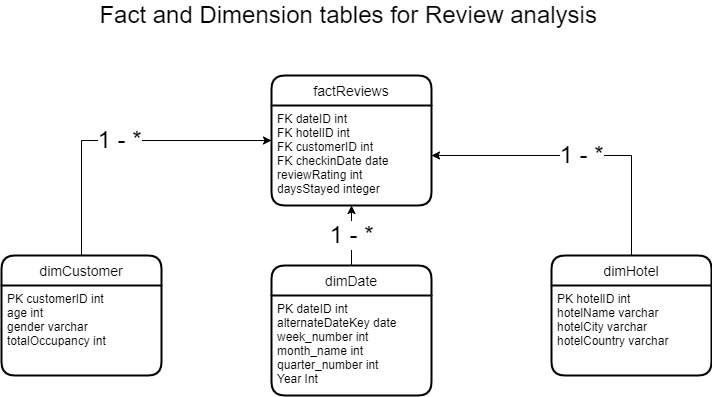 Fact and Dimension tables for Review analysis
factReviews
FK dateID int
FK hotelID int
FK customerID int
FK checkinDate date
reviewRating int
daysStayed integer
1 - *
1 - *
1 - *
dimCustomer
PK customerID int
age int
gender varchar
totalOccupancy int
dimDate
PK dateID int
alternateDateKey date
week_number int
month_name int
quarter_number int
Year Int
dimHotel
PK hotelID int
hotelName varchar
hotelCity varchar
hotelCountry varchar